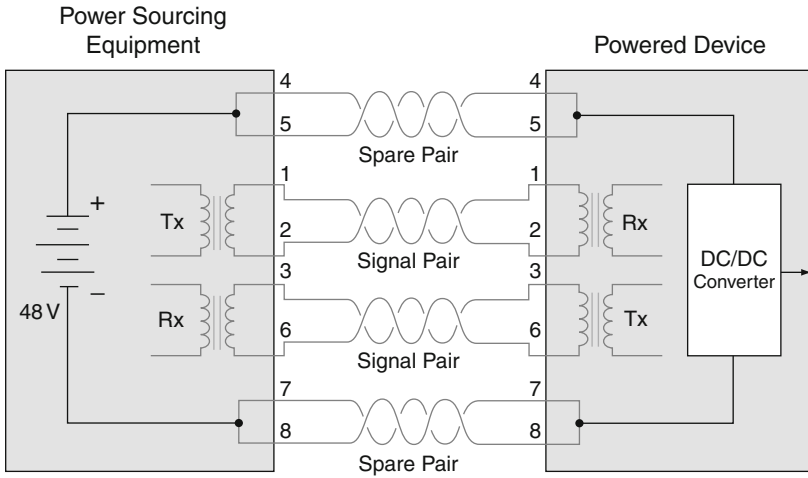 Power Sourcing
Equipment
Powered Device
4
5
4
5
Spare Pair
1
2
1
2
Tx
Rx
Signal Pair
3
6
3
6
Rx
Tx
Signal Pair
+
−
48 V
DC/DC
Converter
7
8
7
8
Spare Pair